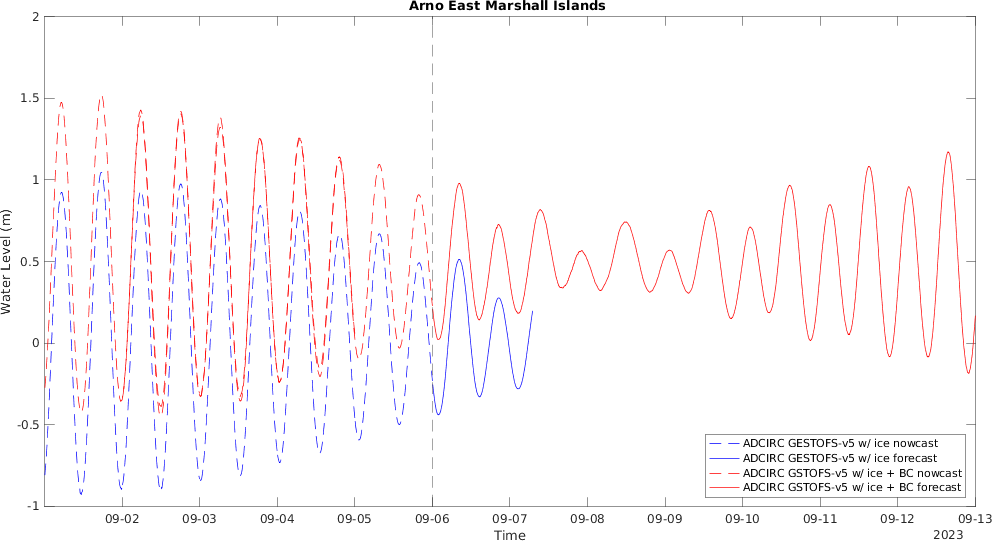 Arno East Marshall Islands
2
1.5
1
0.5
0
-0.5
-1
Water Level (m)
ADCIRC GESTOFS-v5 w/ ice nowcast
ADCIRC GESTOFS-v5 w/ ice forecast
ADCIRC GSTOFS-v5 w/ ice + BC nowcast
ADCIRC GSTOFS-v5 w/ ice + BC forecast
09-02 09-03 09-04 09-05 09-06 09-07 09-08 09-09 09-10 09-11 09-12 09-13
Time
2023